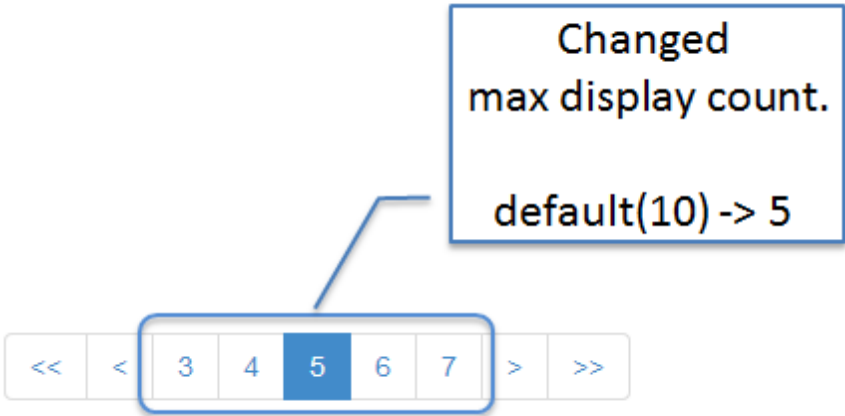 Changed
max display count.
default(10) -> 5
<< < 3 4 5 6 7 > >>